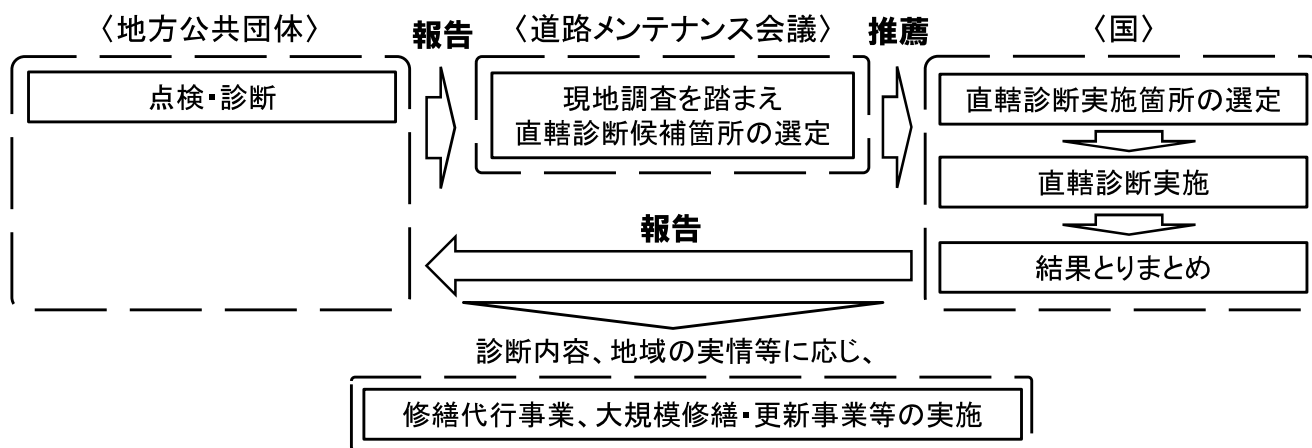 〈地方公共団体〉
報告
〈道路メンテナンス会議〉
推薦
〈国〉
点検・診断
現地調査を踏まえ
直轄診断候補箇所の選定
直轄診断実施箇所の選定
直轄診断実施
結果とりまとめ
報告
診断内容、地域の実情等に応じ、
修繕代行事業、大規模修繕・更新事業等の実施